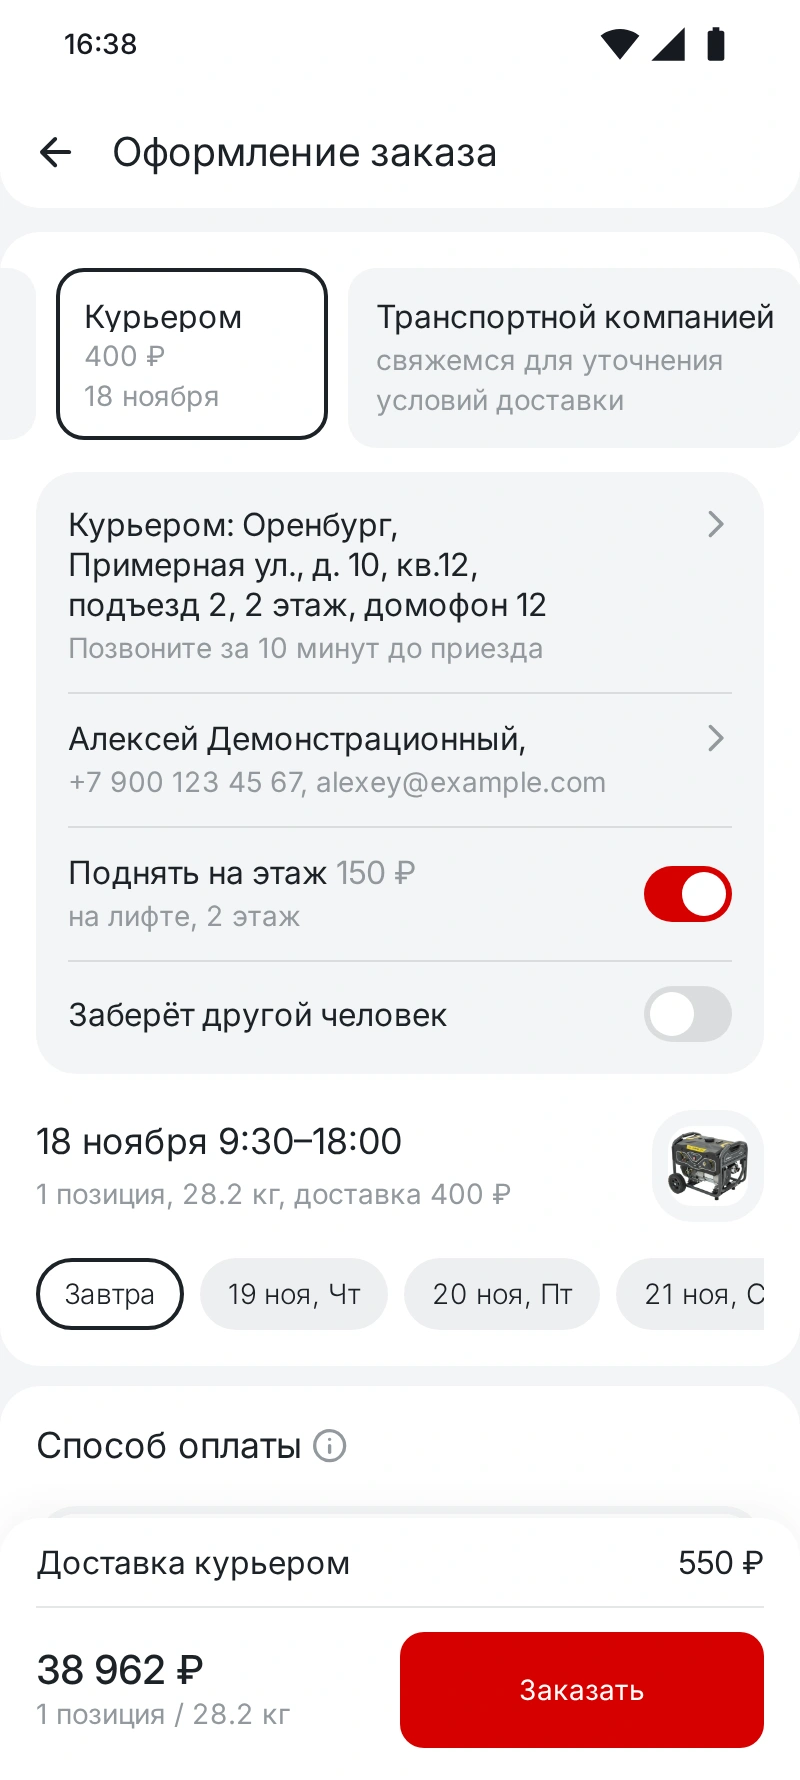 16:38
Оформление заказа
Курьером
400 ₽
18 ноября
Транспортной компанией
свяжемся для уточнения
условий доставки
Курьером: Оренбург,
Примерная ул., д. 10, кв.12,
подъезд 2, 2 этаж, домофон 12
Позвоните за 10 минут до приезда
Алексей Демонстрационный,
+7 900 123 45 67, alexey@example.com
Поднять на этаж 150 ₽
на лифте, 2 этаж
Заберёт другой человек
18 ноября 9:30–18:00
1 позиция, 28.2 кг, доставка 400 ₽
Завтра
19 ноя, Чт
20 ноя, Пт
21 ноя, С
Способ оплаты
Доставка курьером 550 ₽
38 962 ₽
1 позиция / 28.2 кг
Заказать